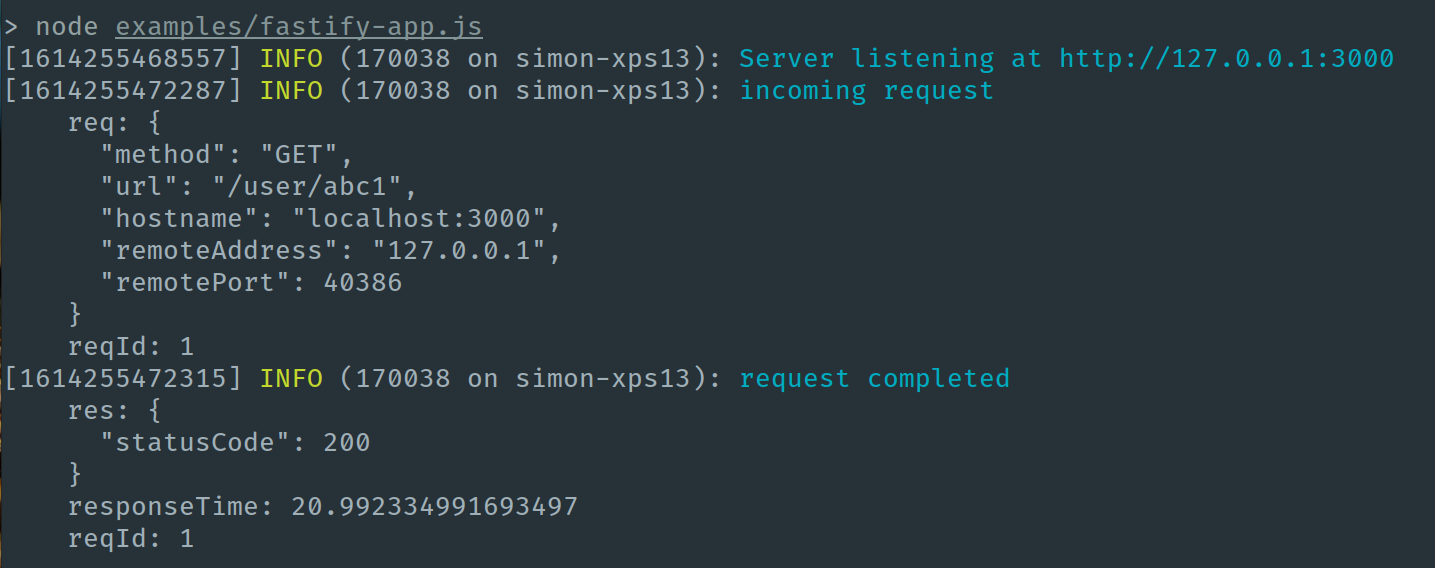 > node examples/fastify-app.js
[1614255468557] INFO (170038 on simon-xps13): Server listening at http://127.0.0.1:3000
[1614255472287] INFO (170038 on simon-xps13): incoming request
    req: {
      "method": "GET",
      "url": "/user/abc1",
      "hostname": "localhost:3000",
      "remoteAddress": "127.0.0.1",
      "remotePort": 40386
    }
    reqId: 1
[1614255472315] INFO (170038 on simon-xps13): request completed
    res: {
      "statusCode": 200
    }
    responseTime: 20.992334991693497
    reqId: 1